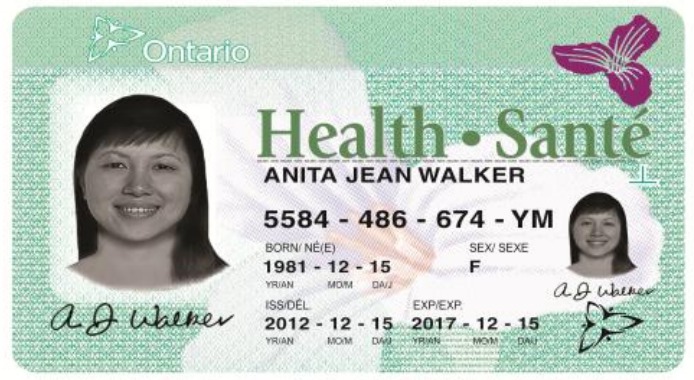 Ontario
Health • Santé
ANITA JEAN WALKER
5584 - 486 - 674 - YM
BORN/ NÉ(E) SEX/ SEXE
1981 - 12 - 15 F
YR/AN MO/M DA/J
A J Walker
ISS/DÉL. EXP/EXP.
2012 - 12 - 15 2017 - 12 - 15
YR/AN MO/M DA/J YR/AN MO/M DA/J
A J Walker